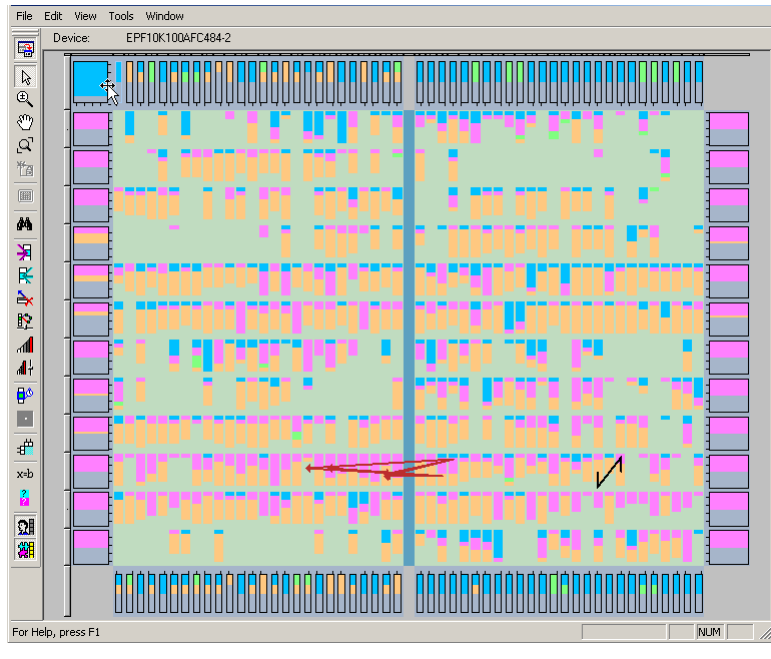 File Edit View Tools Window
Device: EPF10K100AFC484-2
x=b
?
For Help, press F1
NUM